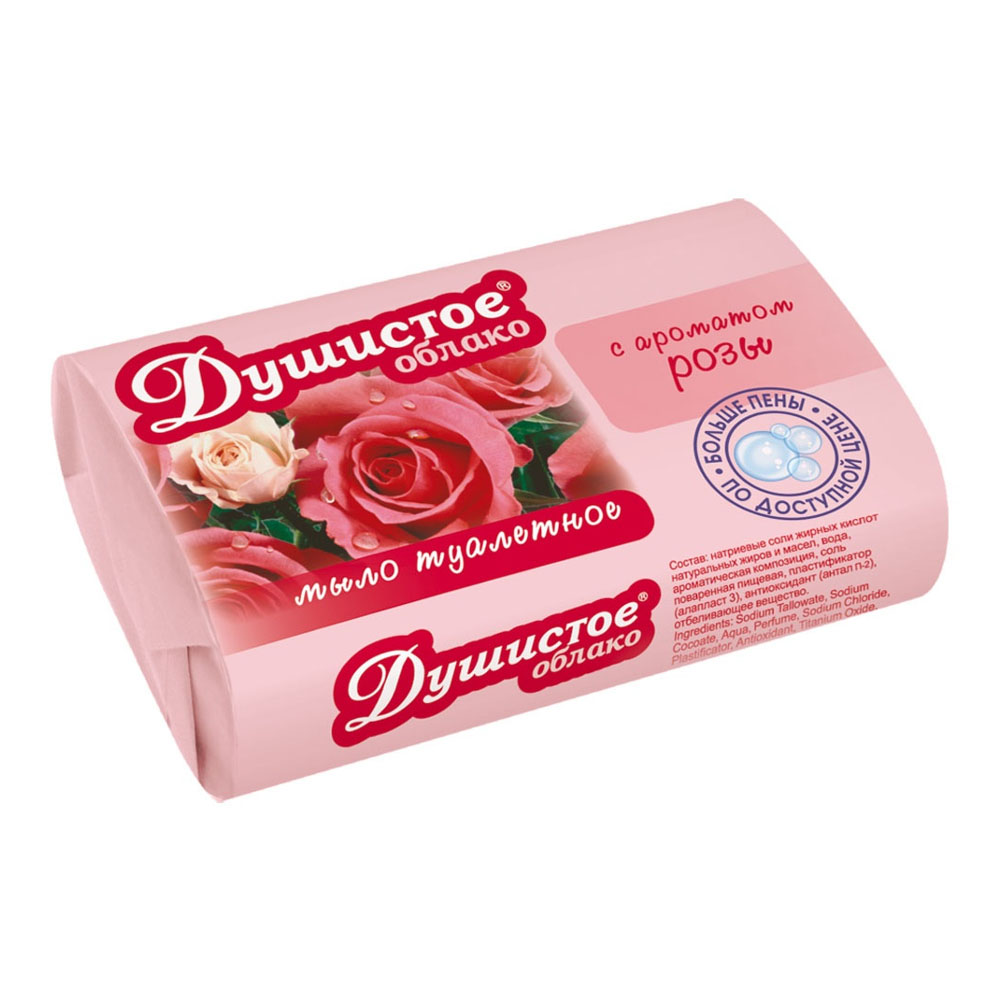 Душистое®
облако
с ароматом
розы
• БОЛЬШЕ ПЕНЫ •
ПО ДОСТУПНОЙ ЦЕНЕ
мыло туалетное
Душистое®
облако
Состав: натриевые соли жирных кислот
натуральных жиров и масел, вода,
ароматическая композиция, соль
поваренная пищевая, пластификатор
(алапласт 3), антиоксидант (антал п-2),
отбеливающее вещество.
Ingredients: Sodium Tallowate, Sodium
Cocoate, Aqua, Perfume, Sodium Chloride,
Plastificator, Antioxidant, Titanium Oxide.